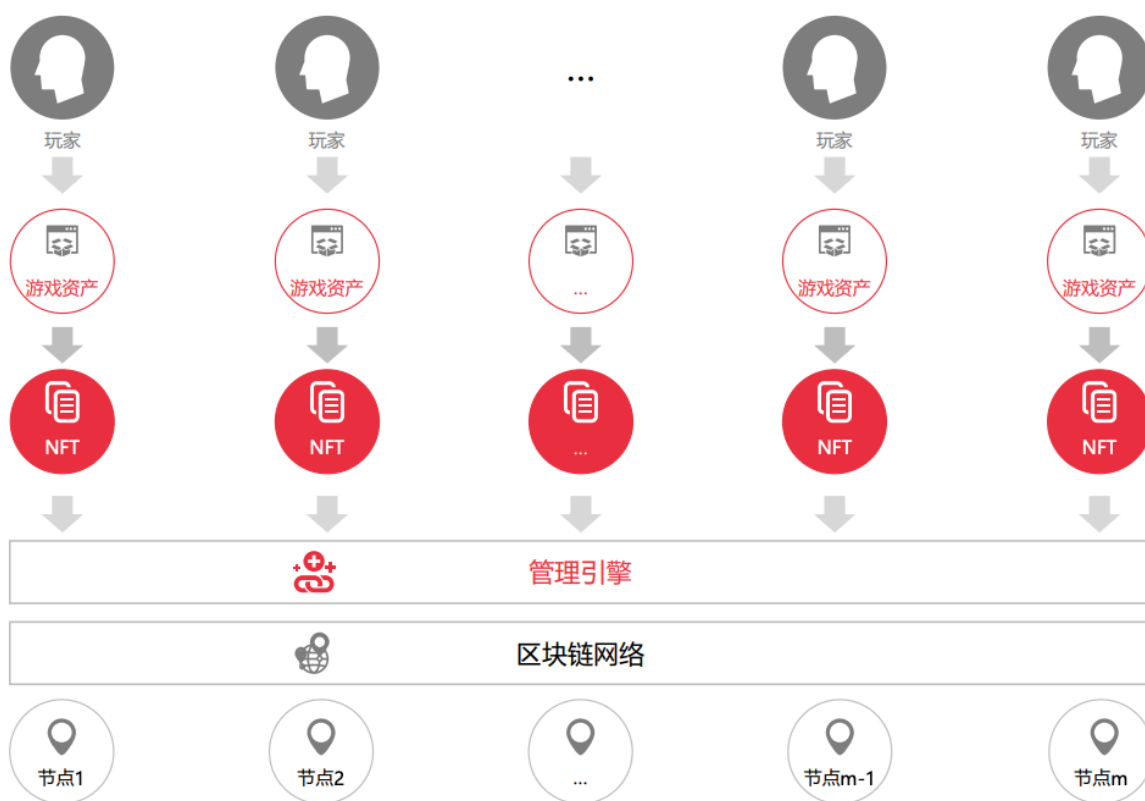 ...
玩家
玩家
玩家
玩家
游戏资产
游戏资产
...
游戏资产
游戏资产
NFT
NFT
...
NFT
NFT
管理引擎
区块链网络
节点1
节点2
...
节点m-1
节点m